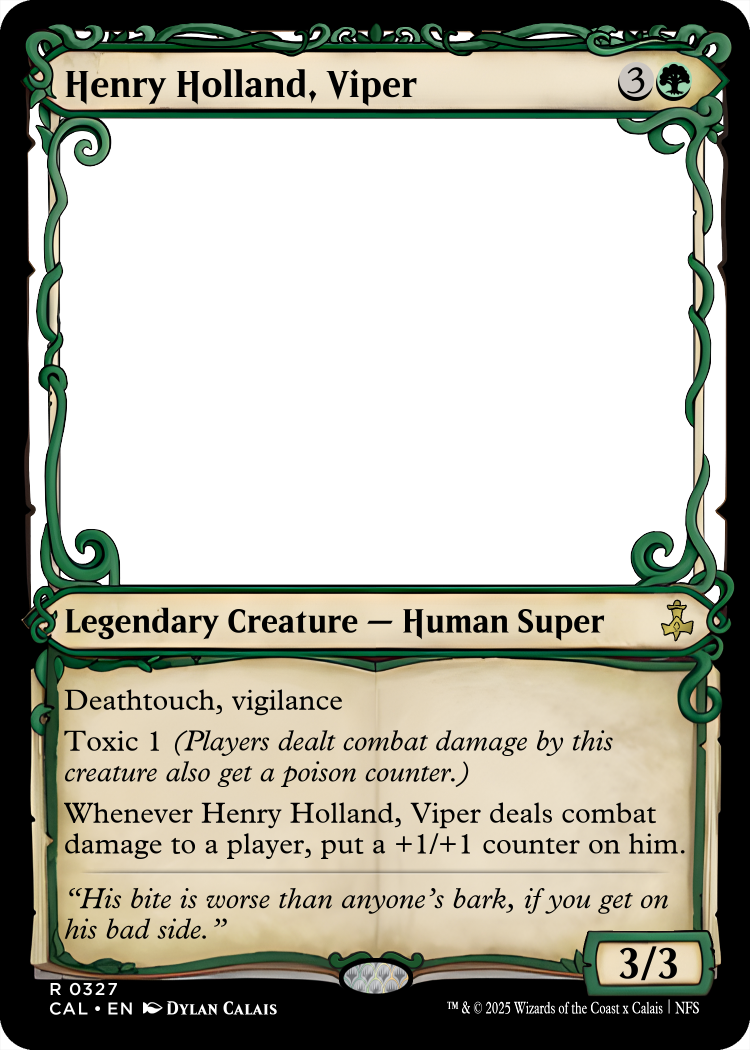 Henry Holland, Viper 3
Legendary Creature — Human Super
Deathtouch, vigilance
Toxic 1 (Players dealt combat damage by this
creature also get a poison counter.)
Whenever Henry Holland, Viper deals combat
damage to a player, put a +1/+1 counter on him.
“His bite is worse than anyone’s bark, if you get on
his bad side.”
3/3
R 0327
CAL • EN DYLAN CALAIS
™ & © 2025 Wizards of the Coast x Calais | NFS